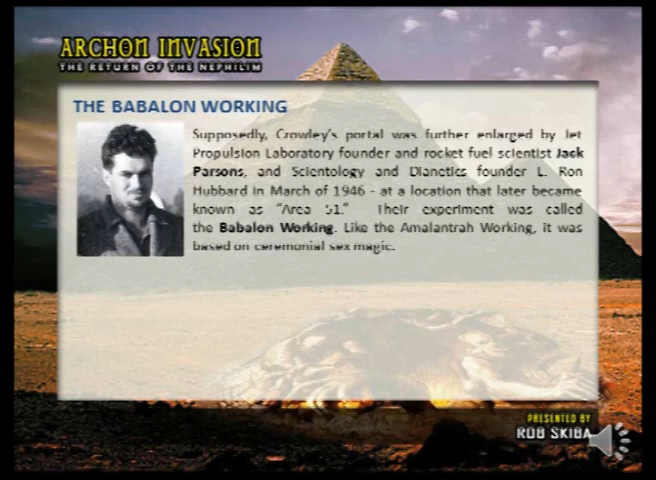 ARCHON INVASION
THE RETURN OF THE NEPHILIM
THE BABALON WORKING
Supposedly, Crowley's portal was further enlarged by Jet
Propulsion Laboratory founder and rocket fuel scientist Jack
Parsons, and Scientology and Dianetics founder L. Ron
Hubbard in March of 1946 - at a location that later became
known as "Area 51." Their experiment was called
the Babalon Working. Like the Amalantrah Working, it was
based on ceremonial sex magic.
PRESENTED BY
ROB SKIBA